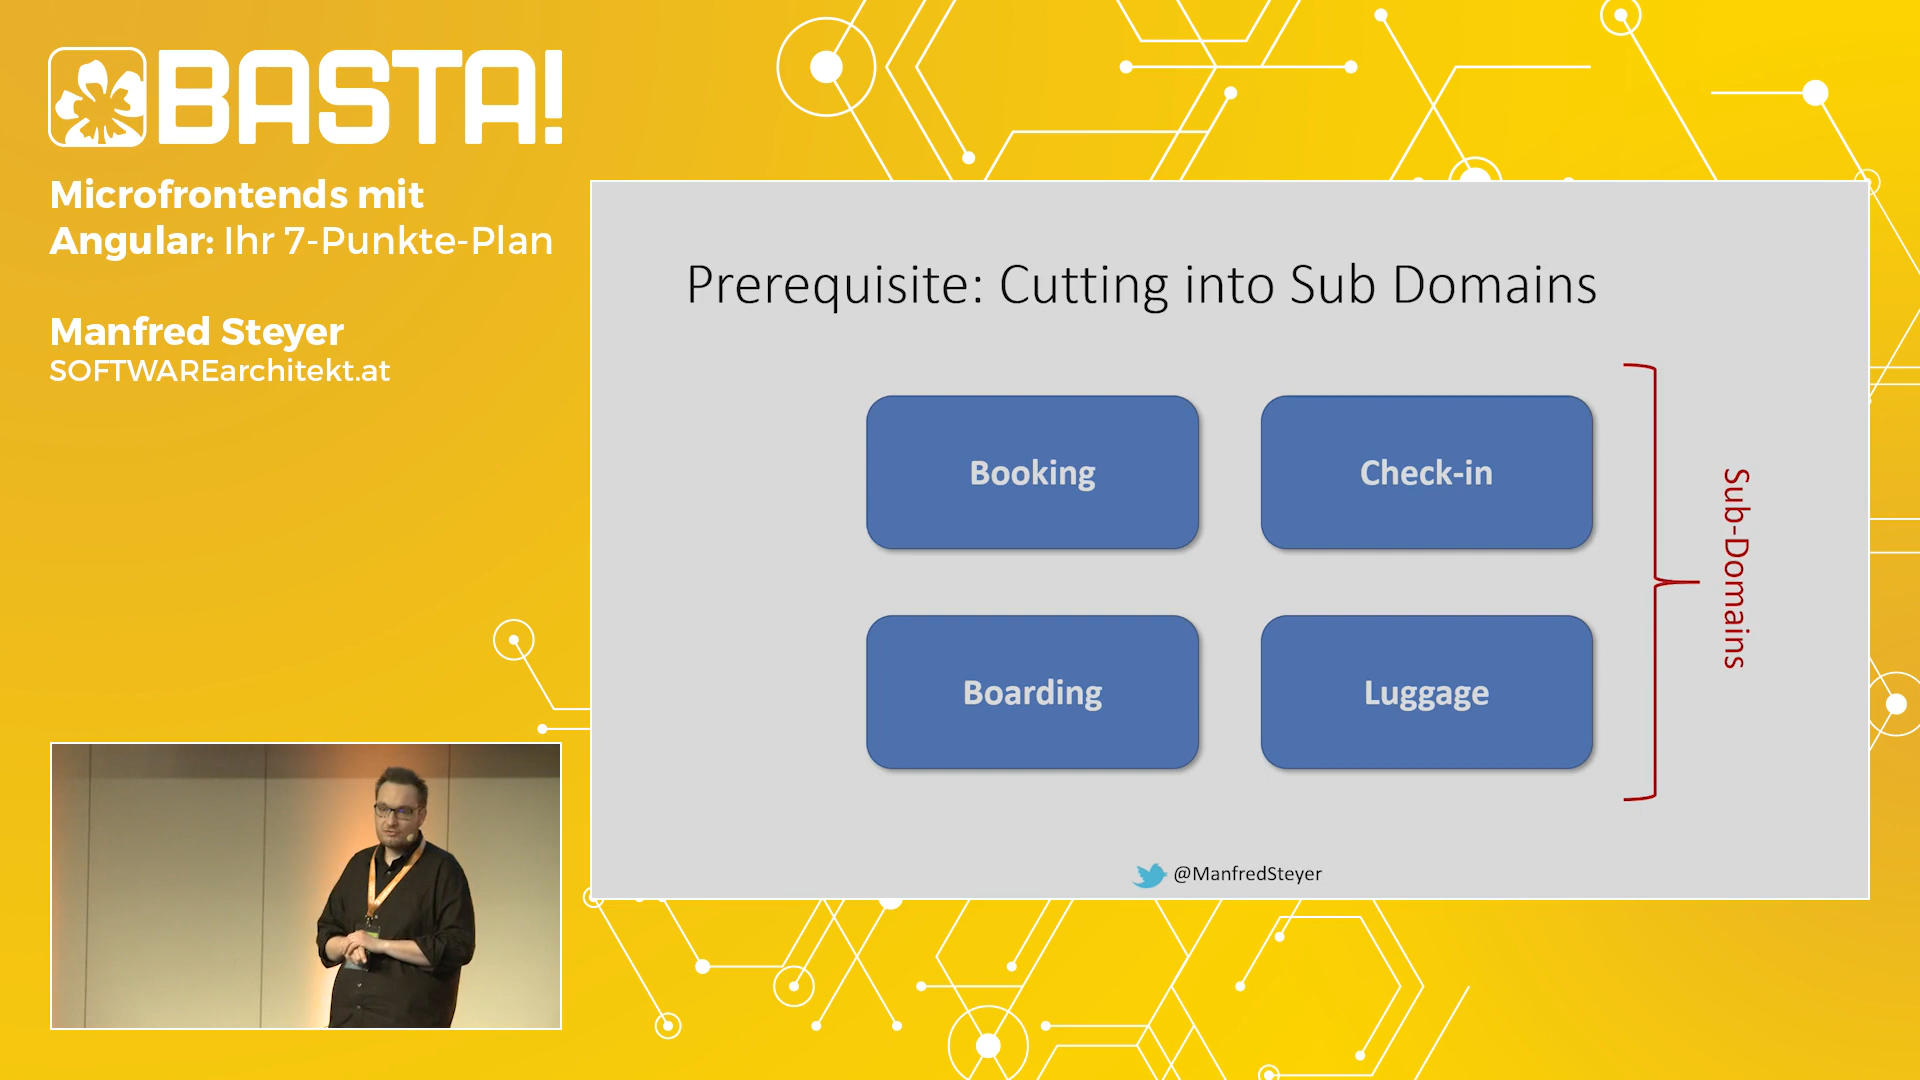 BASTA!
Microfrontends mit
Angular: Ihr 7-Punkte-Plan
Manfred Steyer
SOFTWAREarchitekt.at
Prerequisite: Cutting into Sub Domains
Booking
Check-in
Boarding
Luggage
Sub-Domains
@ManfredSteyer